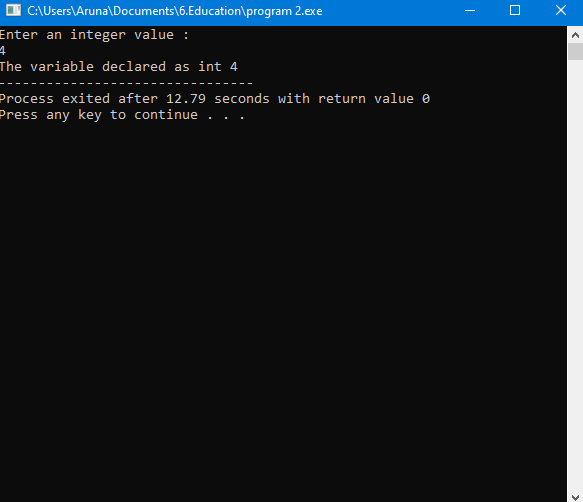 C:\Users\Aruna\Documents\6.Education\program 2.exe
Enter an integer value :
4
The variable declared as int 4
--------------------------------
Process exited after 12.79 seconds with return value 0
Press any key to continue . . .